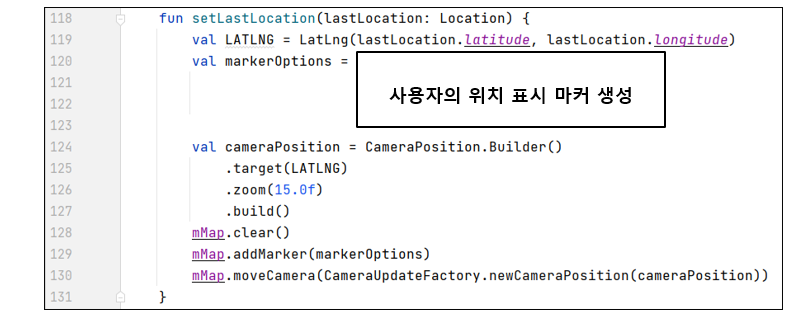 118 fun setLastLocation(lastLocation: Location) {
119 val LATLNG = LatLng(lastLocation.latitude, lastLocation.longitude)
120 val markerOptions =
121
122 사용자의 위치 표시 마커 생성
123
124 val cameraPosition = CameraPosition.Builder()
125 .target(LATLNG)
126 .zoom(15.0f)
127 .build()
128 mMap.clear()
129 mMap.addMarker(markerOptions)
130 mMap.moveCamera(CameraUpdateFactory.newCameraPosition(cameraPosition))
131 }